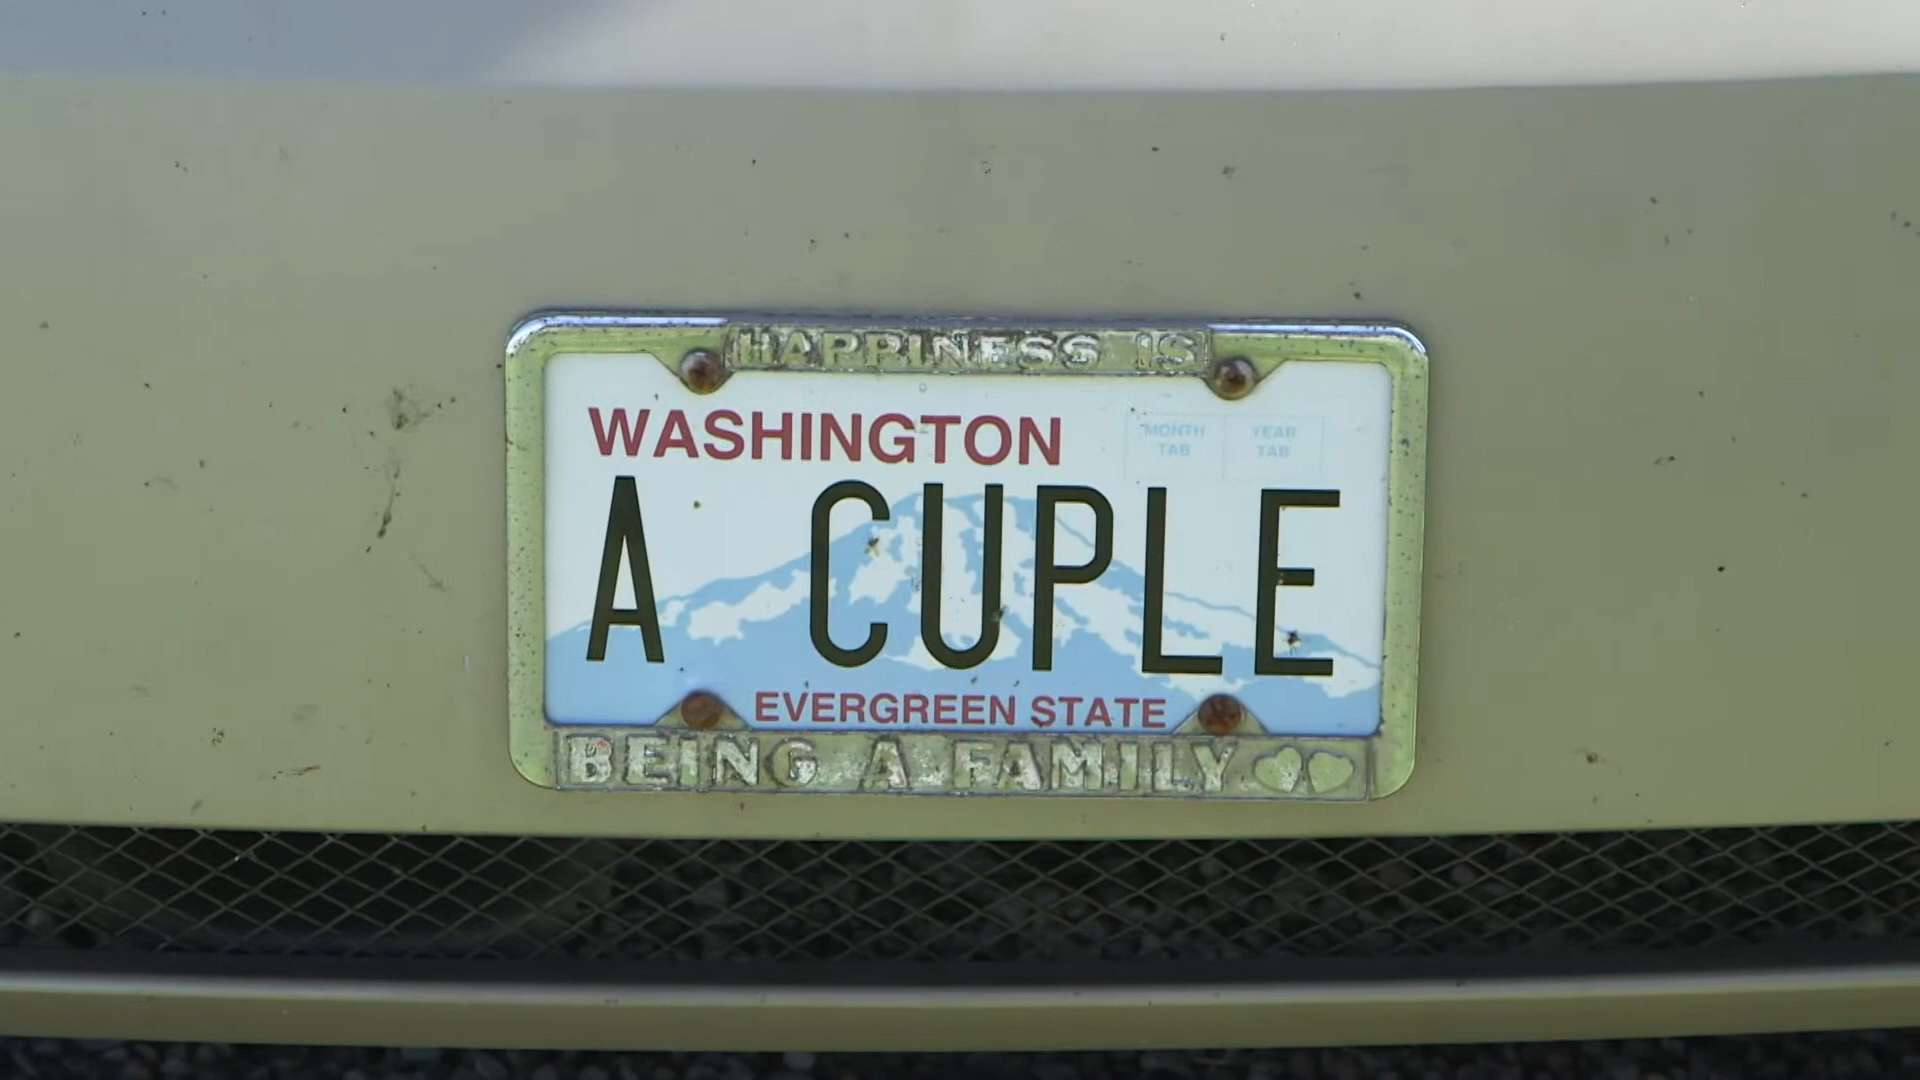 HAPPINESS IS
WASHINGTON
MONTH TAB
YEAR TAB
A CUPLE
EVERGREEN STATE
BEING A FAMILY